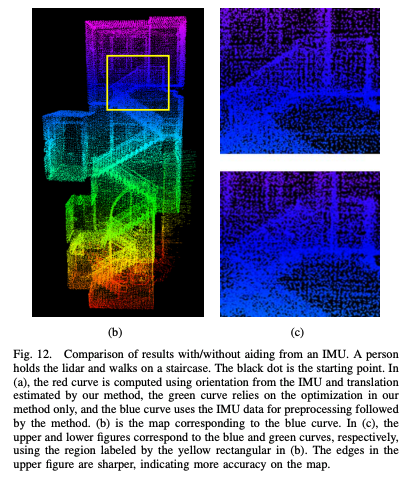 (b)
(c)
Fig. 12. Comparison of results with/without aiding from an IMU. A person
holds the lidar and walks on a staircase. The black dot is the starting point. In
(a), the red curve is computed using orientation from the IMU and translation
estimated by our method, the green curve relies on the optimization in our
method only, and the blue curve uses the IMU data for preprocessing followed
by the method. (b) is the map corresponding to the blue curve. In (c), the
upper and lower figures correspond to the blue and green curves, respectively,
using the region labeled by the yellow rectangular in (b). The edges in the
upper figure are sharper, indicating more accuracy on the map.